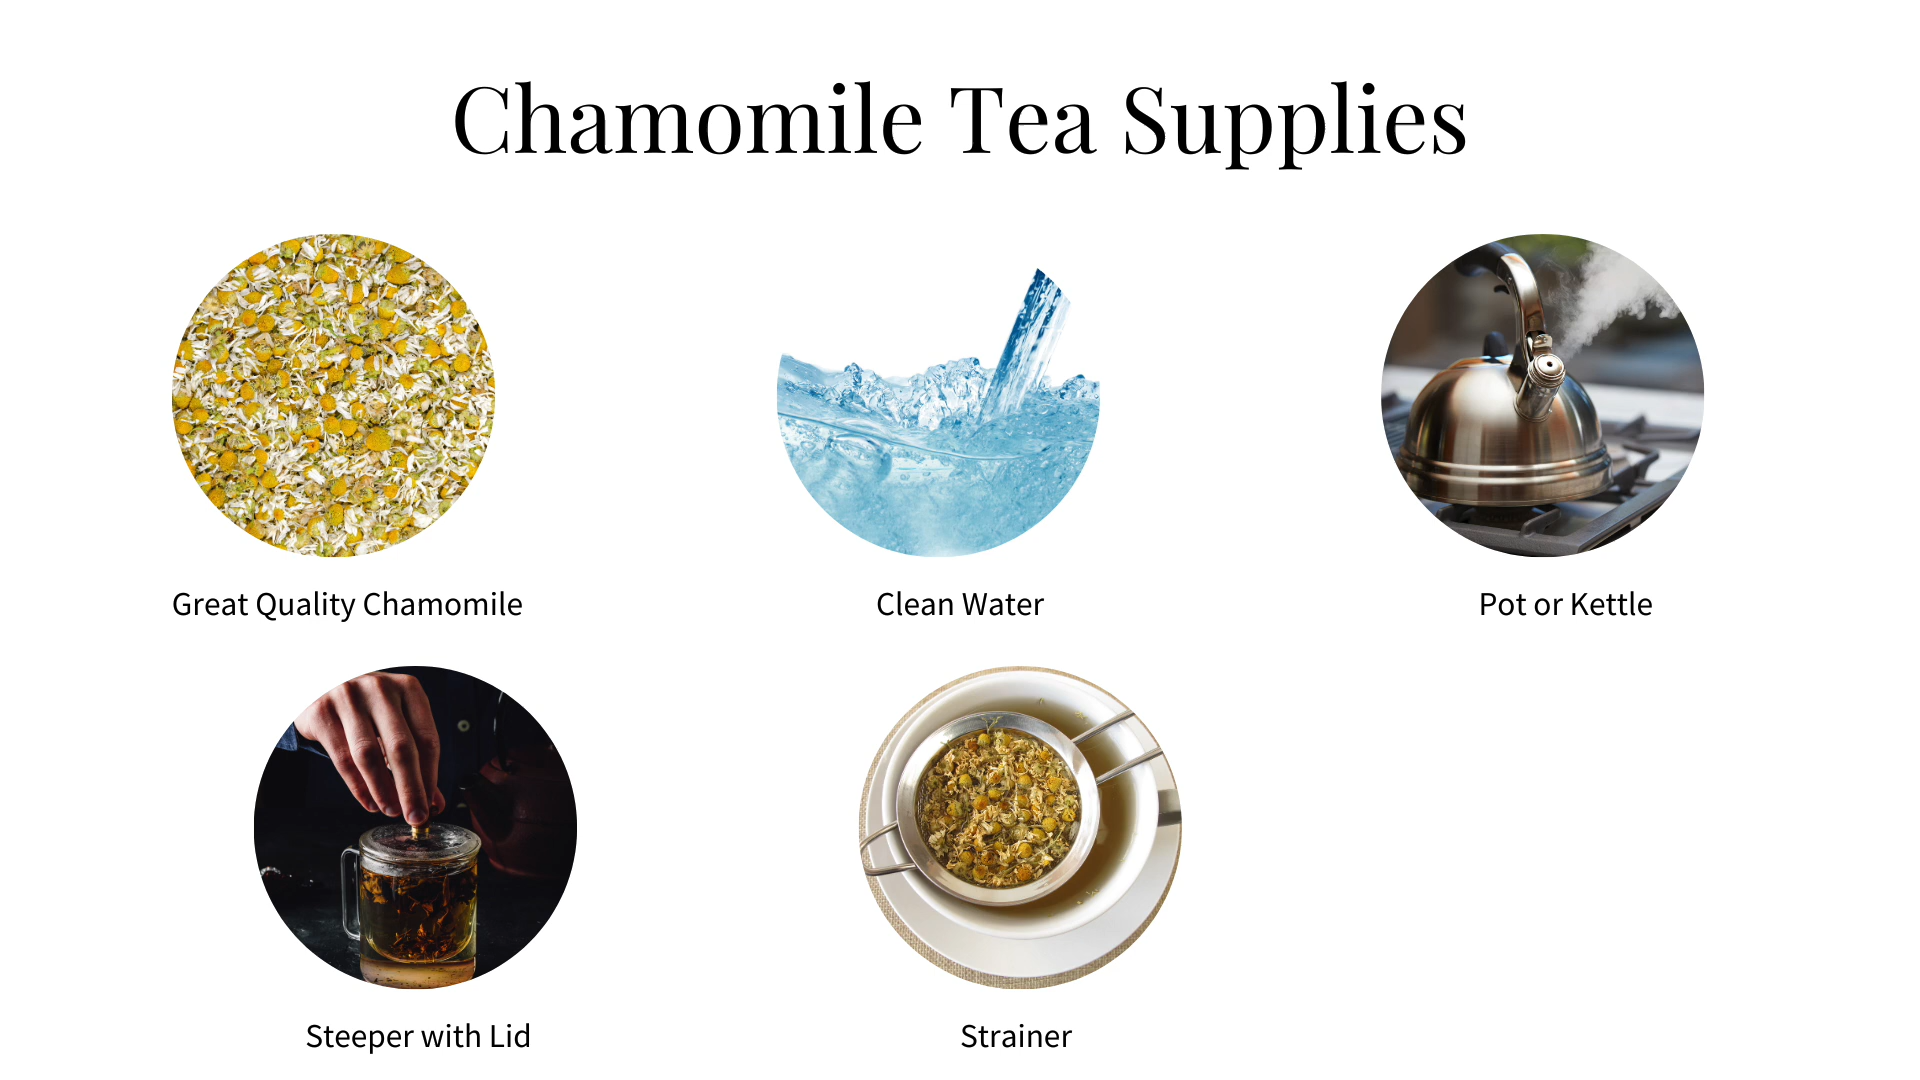 Chamomile Tea Supplies
Great Quality Chamomile
Clean Water
Pot or Kettle
Steeper with Lid
Strainer